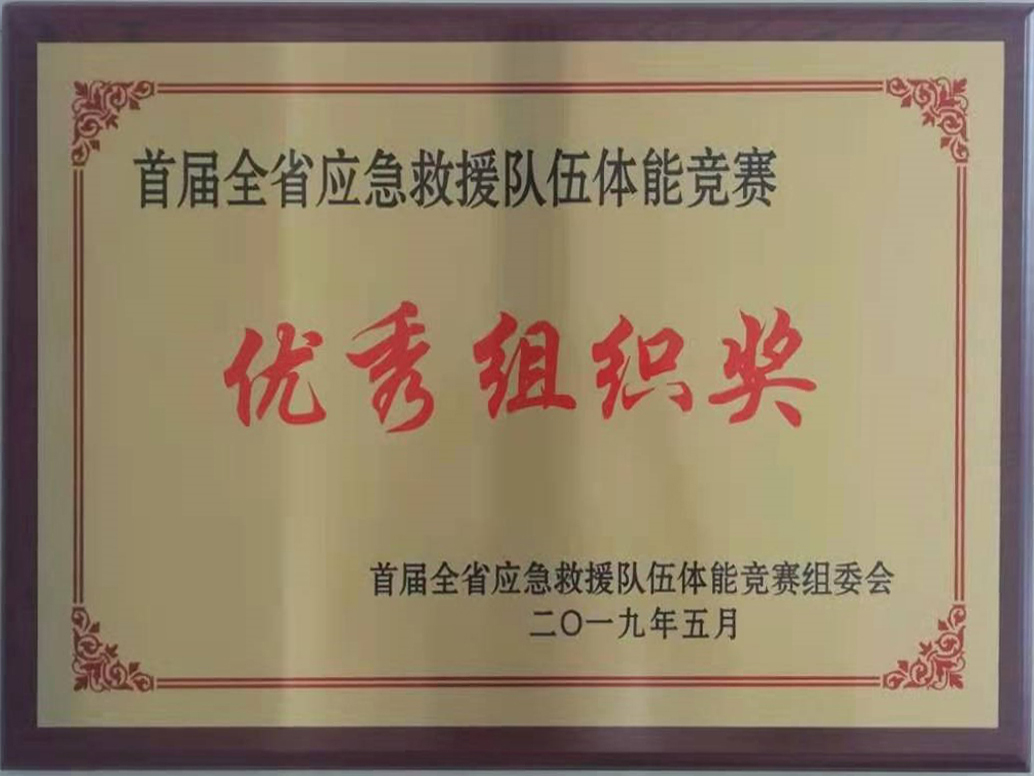 首届全省应急救援队伍体能竞赛
优秀组织奖
首届全省应急救援队伍体能竞赛组委会
二〇一九年五月